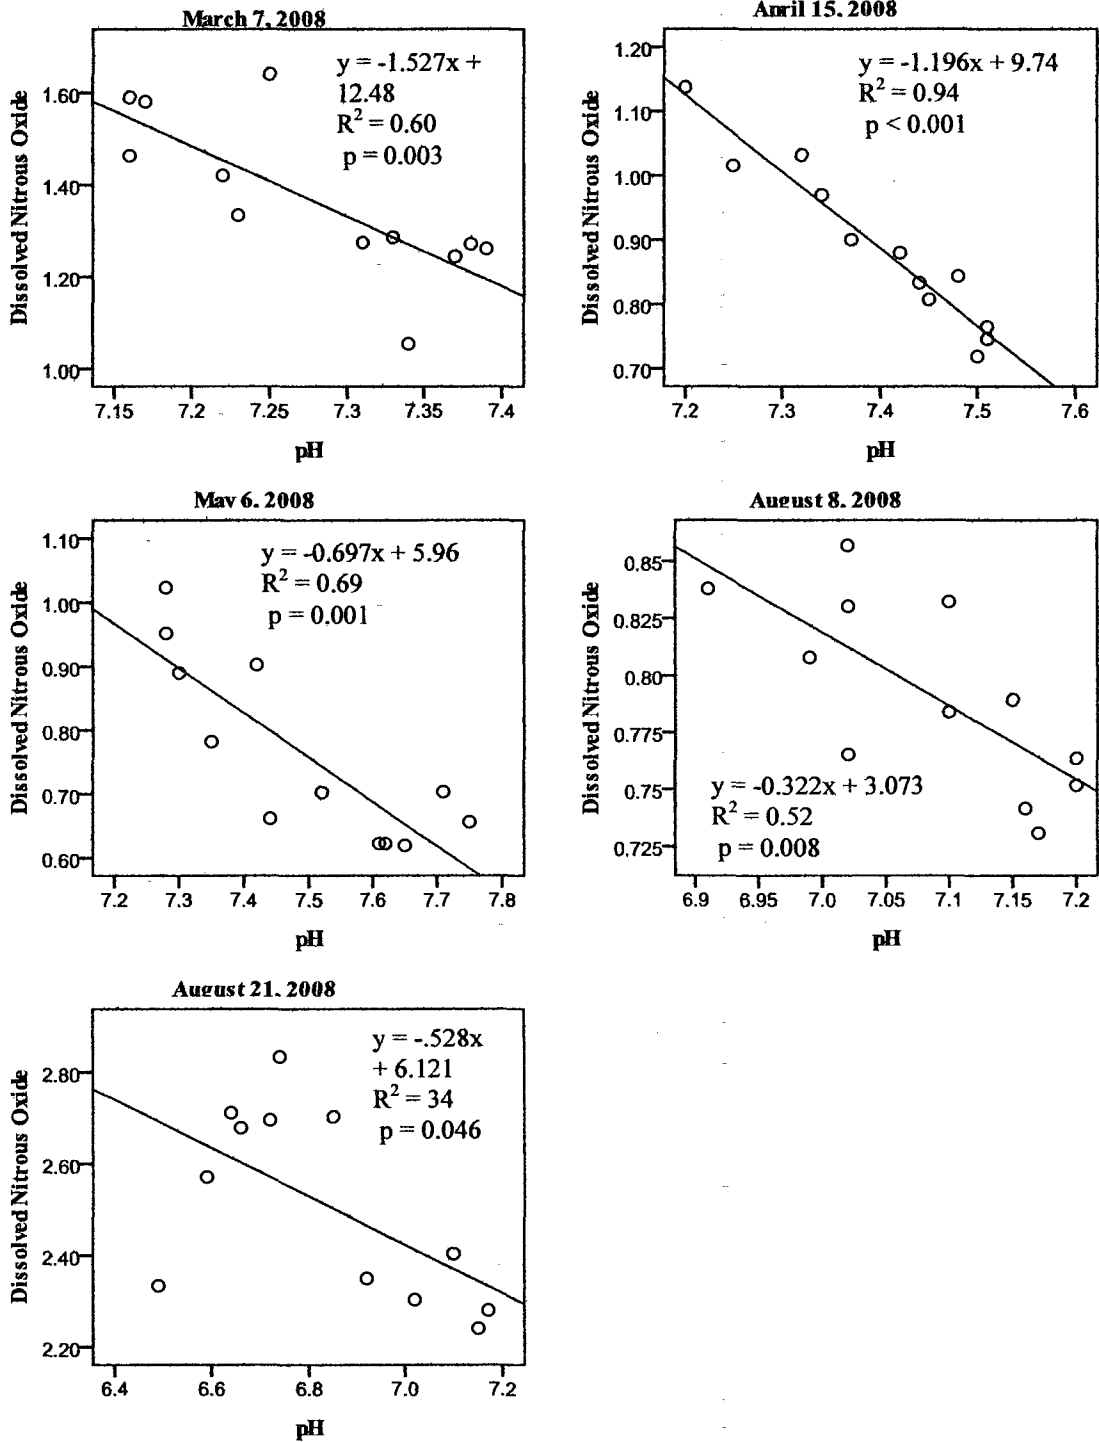 March 7, 2008
y = -1.527x +
12.48
R² = 0.60
p = 0.003
Dissolved Nitrous Oxide
1.60
1.40
1.20
1.00
7.15 7.2 7.25 7.3 7.35 7.4
pH
April 15, 2008
y = -1.196x + 9.74
R² = 0.94
p < 0.001
Dissolved Nitrous Oxide
1.20
1.10
1.00
0.90
0.80
0.70
7.2 7.3 7.4 7.5 7.6
pH
May 6, 2008
y = -0.697x + 5.96
R² = 0.69
p = 0.001
Dissolved Nitrous Oxide
1.10
1.00
0.90
0.80
0.70
0.60
7.2 7.3 7.4 7.5 7.6 7.7 7.8
pH
August 8, 2008
Dissolved Nitrous Oxide
0.85
0.825
0.80
0.775
0.75
0.725
y = -0.322x + 3.073
R² = 0.52
p = 0.008
6.9 6.95 7.0 7.05 7.1 7.15 7.2
pH
August 21, 2008
y = -.528x
+ 6.121
R² = 34
p = 0.046
Dissolved Nitrous Oxide
2.80
2.60
2.40
2.20
6.4 6.6 6.8 7.0 7.2
pH